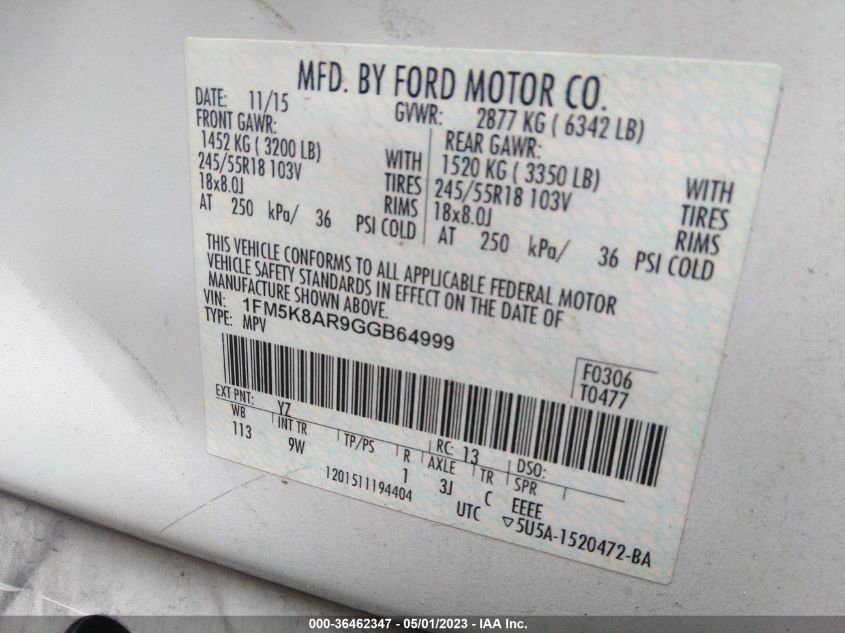 MFD. BY FORD MOTOR CO.
DATE: 11/15 GVWR: 2877 KG ( 6342 LB)
FRONT GAWR: REAR GAWR:
1452 KG ( 3200 LB) WITH 1520 KG ( 3350 LB) WITH
245/55R18 103V TIRES 245/55R18 103V TIRES
18x8.0J RIMS 18x8.0J RIMS
AT 250 kPa/ 36 PSI COLD AT 250 kPa/ 36 PSI COLD
THIS VEHICLE CONFORMS TO ALL APPLICABLE FEDERAL MOTOR
VEHICLE SAFETY STANDARDS IN EFFECT ON THE DATE OF
MANUFACTURE SHOWN ABOVE.
VIN: 1FM5K8AR9GGB64999
TYPE: MPV
F0306
T0477
EXT PNT: YZ RC: 13 DSO:
WB INT TR TP/PS R AXLE TR SPR
113 9W 1 3J C EEEE
1201511194404 UTC ▽5U5A-1520472-BA
000-36462347 - 05/01/2023 - IAA Inc.